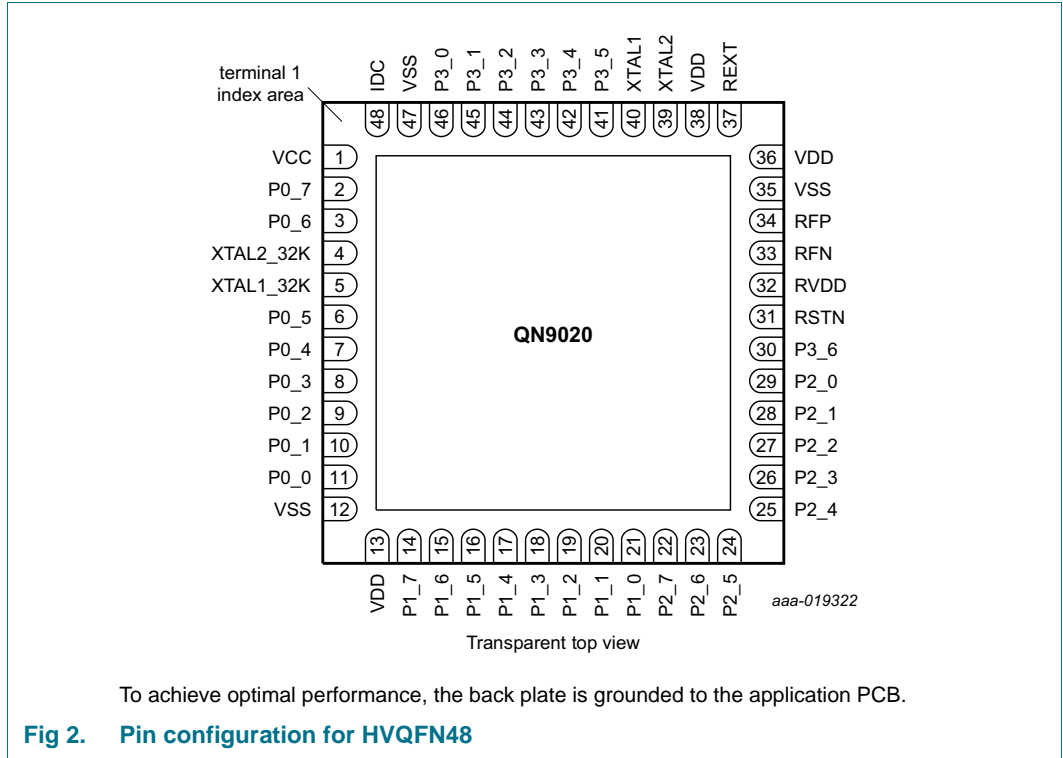 terminal 1
index area
IDC
VSS
P3_0
P3_1
P3_2
P3_3
P3_4
P3_5
XTAL1
XTAL2
VDD
REXT
48 47 46 45 44 43 42 41 40 39 38 37
VCC 1
P0_7 2
P0_6 3
XTAL2_32K 4
XTAL1_32K 5
P0_5 6
P0_4 7
P0_3 8
P0_2 9
P0_1 10
P0_0 11
VSS 12
QN9020
36 VDD
35 VSS
34 RFP
33 RFN
32 RVDD
31 RSTN
30 P3_6
29 P2_0
28 P2_1
27 P2_2
26 P2_3
25 P2_4
13 14 15 16 17 18 19 20 21 22 23 24
VDD
P1_7
P1_6
P1_5
P1_4
P1_3
P1_2
P1_1
P1_0
P2_7
P2_6
P2_5
aaa-019322
Transparent top view
To achieve optimal performance, the back plate is grounded to the application PCB.
Fig 2. Pin configuration for HVQFN48